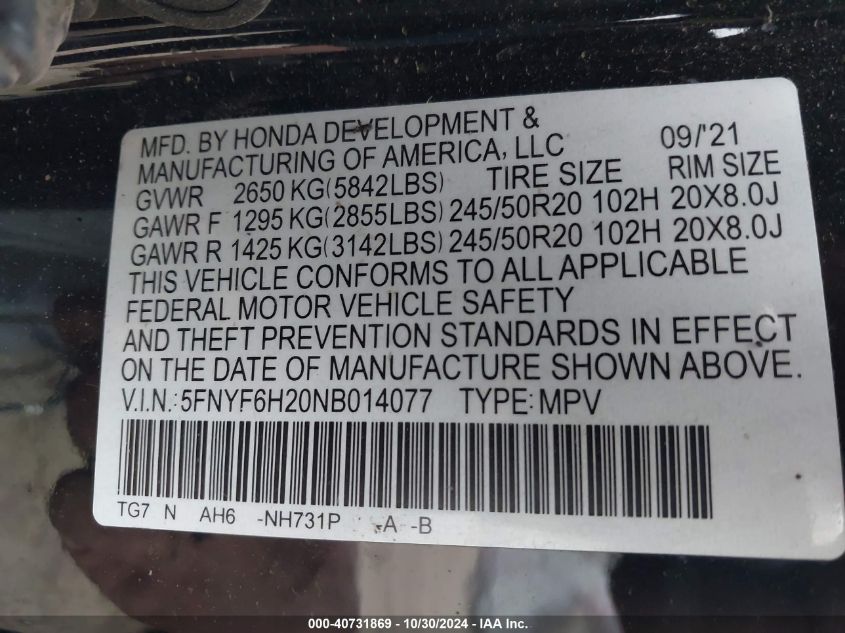 MFD. BY HONDA DEVELOPMENT & 09/'21
MANUFACTURING OF AMERICA, LLC
GVWR 2650 KG(5842LBS) TIRE SIZE RIM SIZE
GAWR F 1295 KG(2855LBS) 245/50R20 102H 20X8.0J
GAWR R 1425 KG(3142LBS) 245/50R20 102H 20X8.0J
THIS VEHICLE CONFORMS TO ALL APPLICABLE
FEDERAL MOTOR VEHICLE SAFETY
AND THEFT PREVENTION STANDARDS IN EFFECT
ON THE DATE OF MANUFACTURE SHOWN ABOVE.
V.I.N.: 5FNYF6H20NB014077 TYPE: MPV
TG7 N AH6 -NH731P -A -B
000-40731869 - 10/30/2024 - IAA Inc.